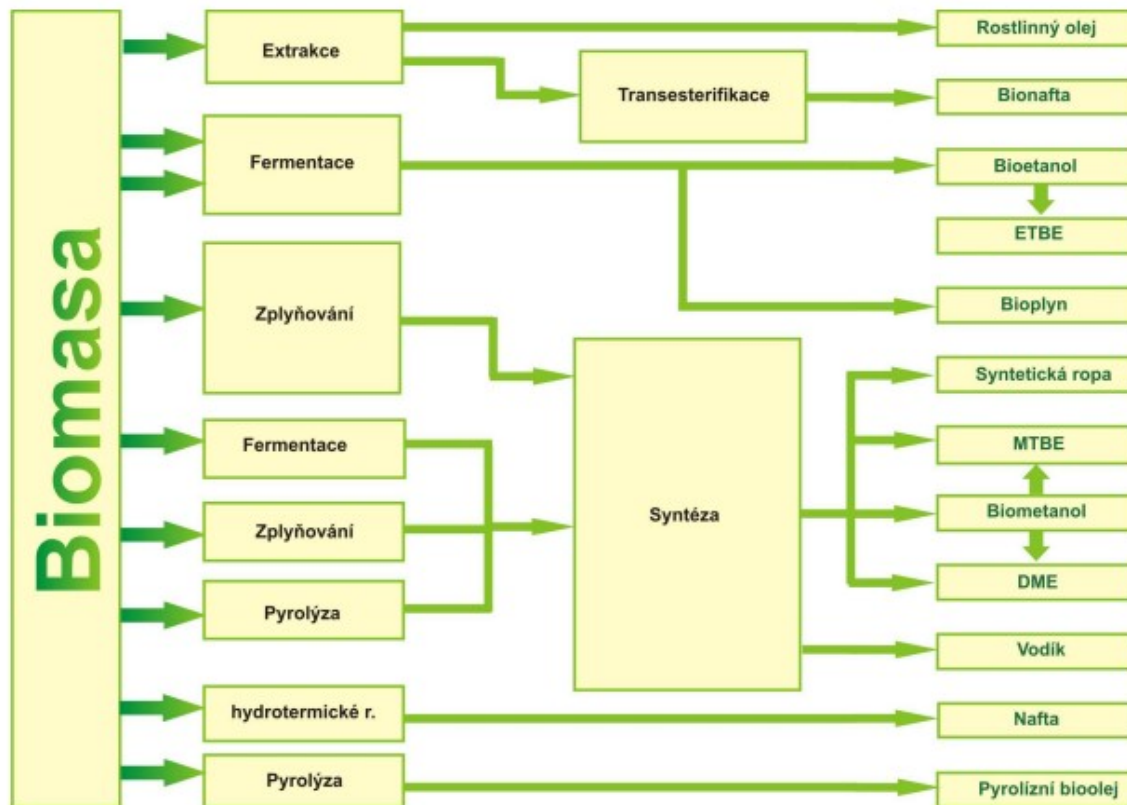 Biomasa
Extrakce
Rostlinný olej
Transesterifikace
Bionafta
Fermentace
Bioetanol
ETBE
Zplyňování
Bioplyn
Syntéza
Syntetická ropa
Fermentace
MTBE
Zplyňování
Biometanol
Pyrolýza
DME
Vodík
hydrotermické r.
Nafta
Pyrolýza
Pyrolízní bioolej